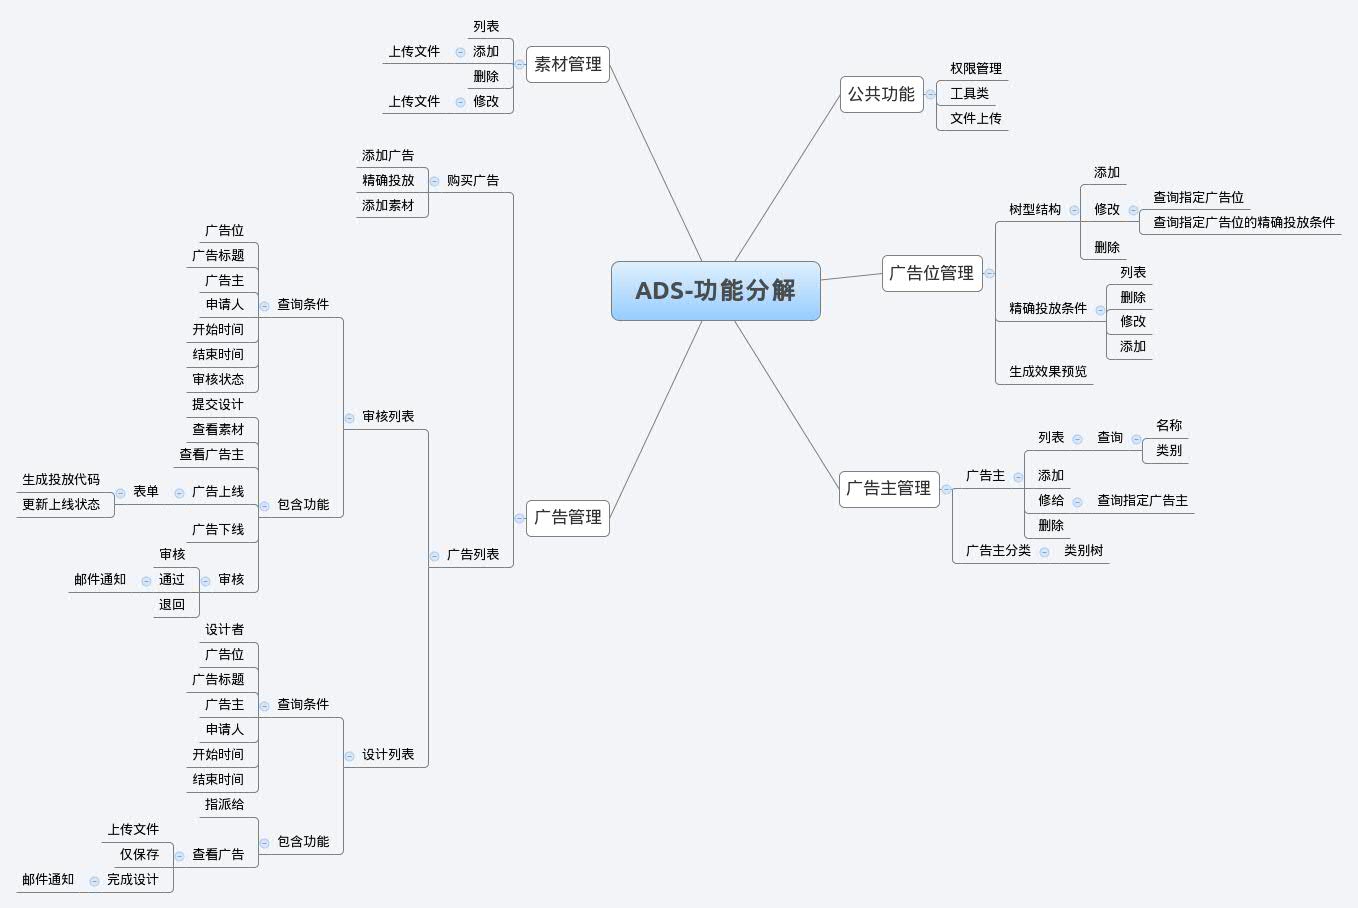 ADS-功能分解
素材管理
列表
添加
上传文件
删除
修改
上传文件
广告管理
购买广告
添加广告
精确投放
添加素材
广告列表
审核列表
查询条件
广告位
广告标题
广告主
申请人
开始时间
结束时间
审核状态
包含功能
提交设计
查看素材
查看广告主
广告上线
表单
生成投放代码
更新上线状态
广告下线
审核
审核
通过
邮件通知
退回
设计列表
查询条件
设计者
广告位
广告标题
广告主
申请人
开始时间
结束时间
包含功能
指派给
查看广告
上传文件
仅保存
完成设计
邮件通知
公共功能
权限管理
工具类
文件上传
广告位管理
树型结构
添加
修改
查询指定广告位
查询指定广告位的精确投放条件
删除
精确投放条件
列表
删除
修改
添加
生成效果预览
广告主管理
广告主
列表
查询
名称
类别
添加
修给
查询指定广告主
删除
广告主分类
类别树